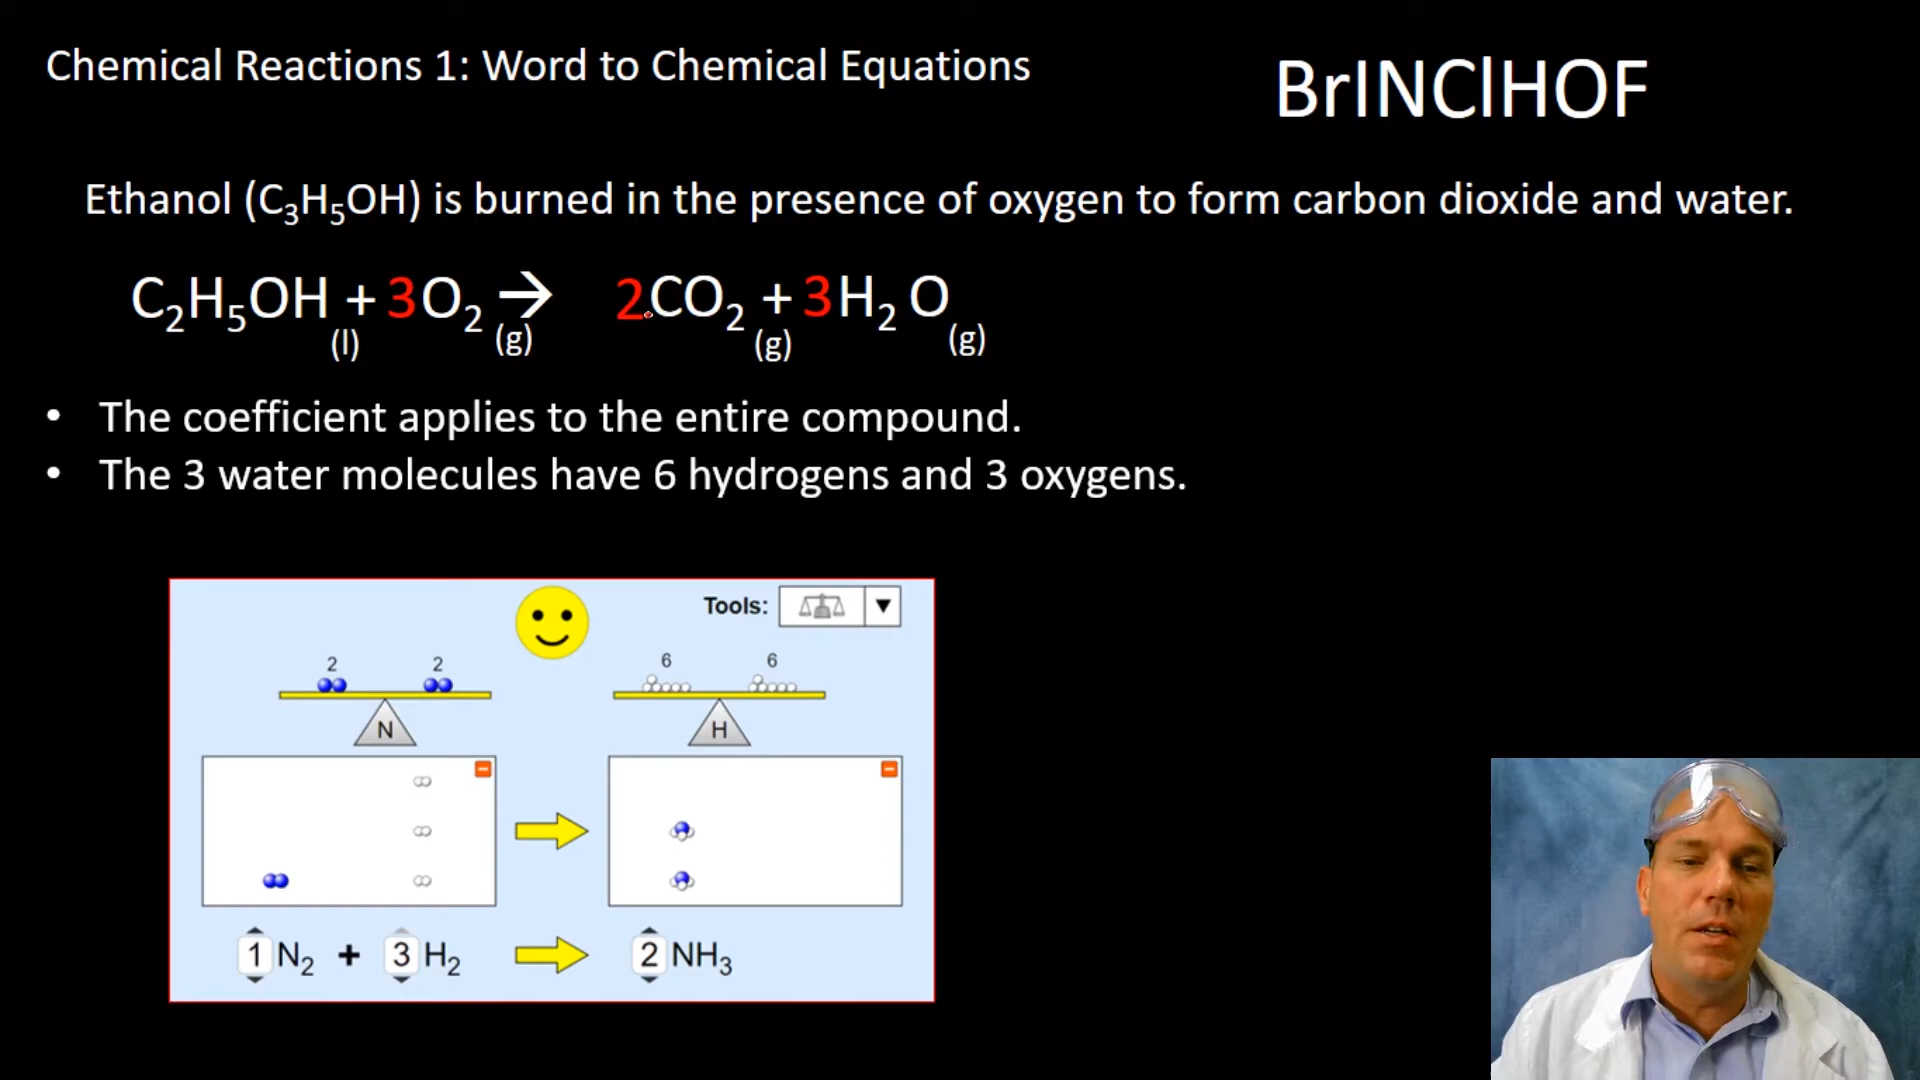 Chemical Reactions 1: Word to Chemical Equations
BrINClHOF
Ethanol (C₃H₅OH) is burned in the presence of oxygen to form carbon dioxide and water.
C₂H₅OH (l) + 3O₂ (g) → 2CO₂ (g) + 3H₂ O (g)
• The coefficient applies to the entire compound.
• The 3 water molecules have 6 hydrogens and 3 oxygens.
Tools:
2 2 6 6
N H
1 N₂ + 3 H₂ 2 NH₃